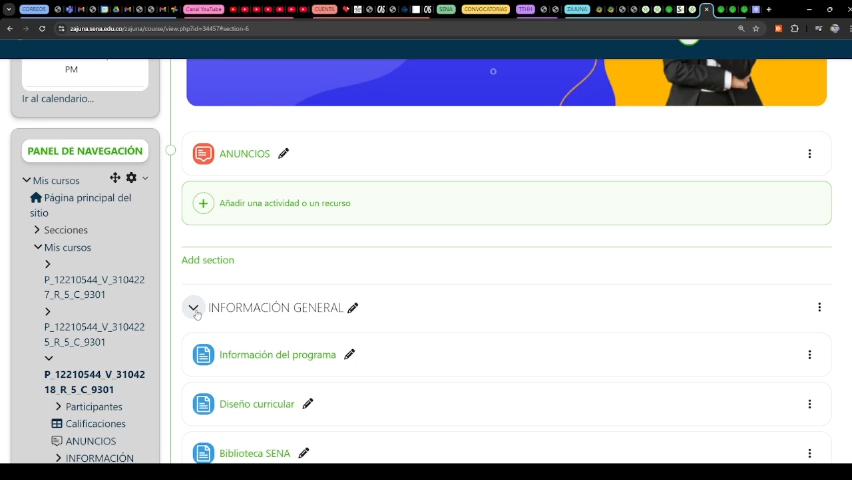 CORREOS
Canal YouTube
CUENTI
SENA
CONVOCATORIAS
TTHH
ZAJUNA
zajuna.sena.edu.co/zajuna/course/view.php?id=34457#section-6
PM
Ir al calendario...
PANEL DE NAVEGACIÓN
Mis cursos
Página principal del
sitio
Secciones
Mis cursos
P_12210544_V_310422
7_R_5_C_9301
P_12210544_V_310422
5_R_5_C_9301
P_12210544_V_31042
18_R_5_C_9301
Participantes
Calificaciones
ANUNCIOS
INFORMACIÓN
ANUNCIOS
Añadir una actividad o un recurso
Add section
INFORMACIÓN GENERAL
Información del programa
Diseño curricular
Biblioteca SENA